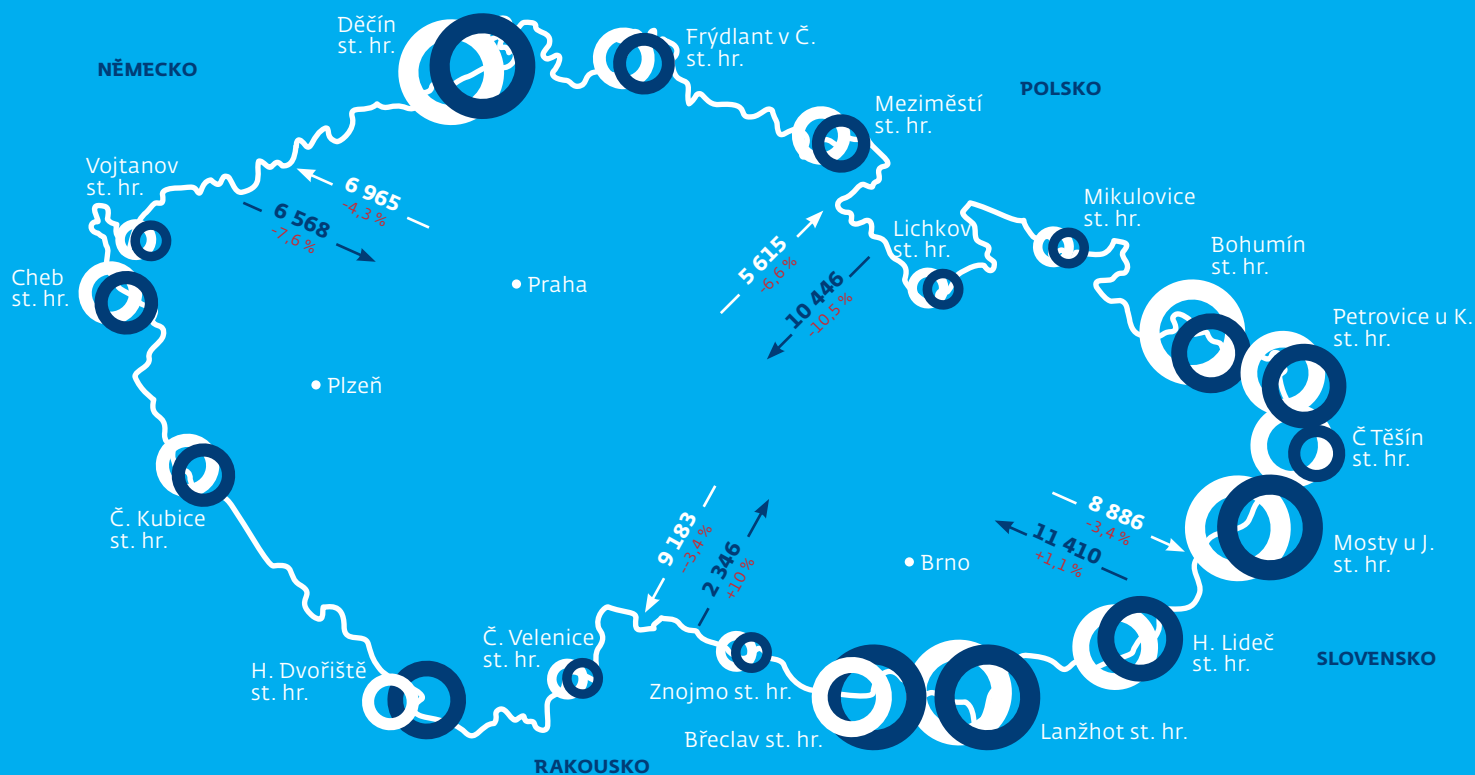 Děčín
st. hr.
Frýdlant v Č.
st. hr.
NĚMECKO
POLSKO
Meziměstí
st. hr.
Vojtanov
st. hr.
6 965
-4,3 %
6 568
-7,6 %
Mikulovice
st. hr.
Lichkov
st. hr.
Bohumín
st. hr.
5 615
-6,6 %
10 446
-10,5 %
Cheb
st. hr.
Praha
Petrovice u K.
st. hr.
Plzeň
Č Těšín
st. hr.
Č. Kubice
st. hr.
9 183
--3,4 %
2 346
+10 %
8 886
-3,4 %
11 410
+1,1 %
Brno
Mosty u J.
st. hr.
Č. Velenice
st. hr.
H. Dvořiště
st. hr.
H. Lideč
st. hr.
SLOVENSKO
Znojmo st. hr.
Břeclav st. hr.
Lanžhot st. hr.
RAKOUSKO